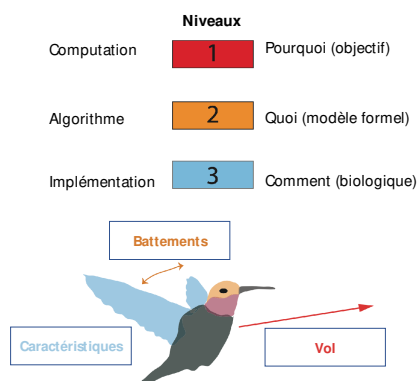 Niveaux
Computation 1 Pourquoi (objectif)
Algorithme 2 Quoi (modèle formel)
Implémentation 3 Comment (biologique)
Battements
Caractéristiques
Vol